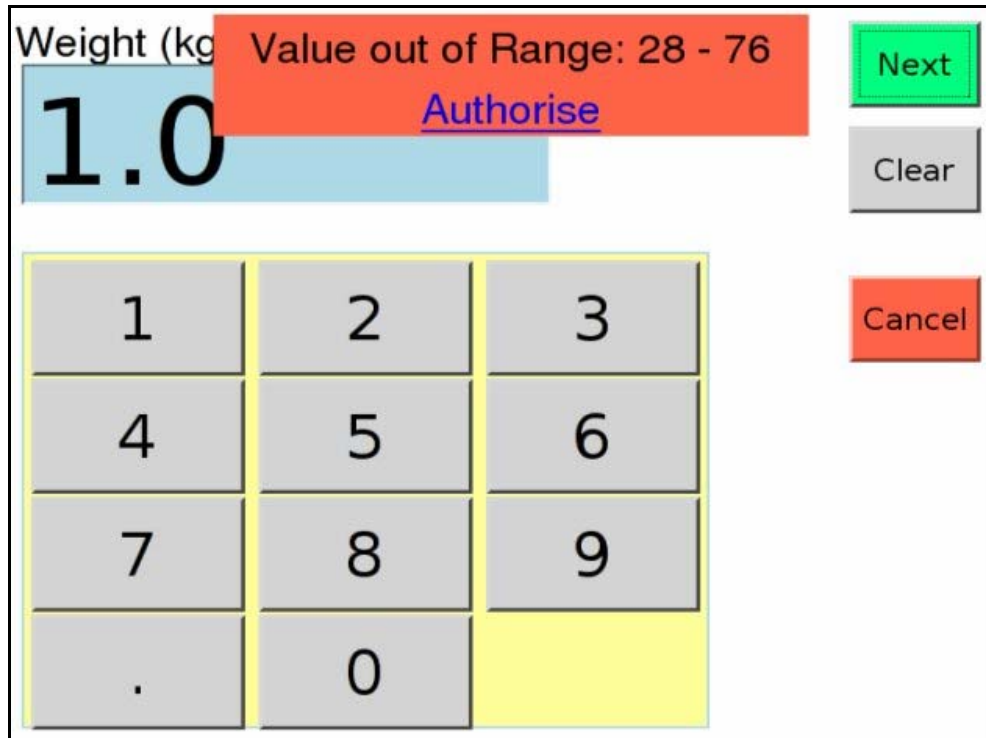 Weight (kg
Value out of Range: 28 - 76
Authorise
1.0
Next
Clear
Cancel
1 2 3
4 5 6
7 8 9
. 0